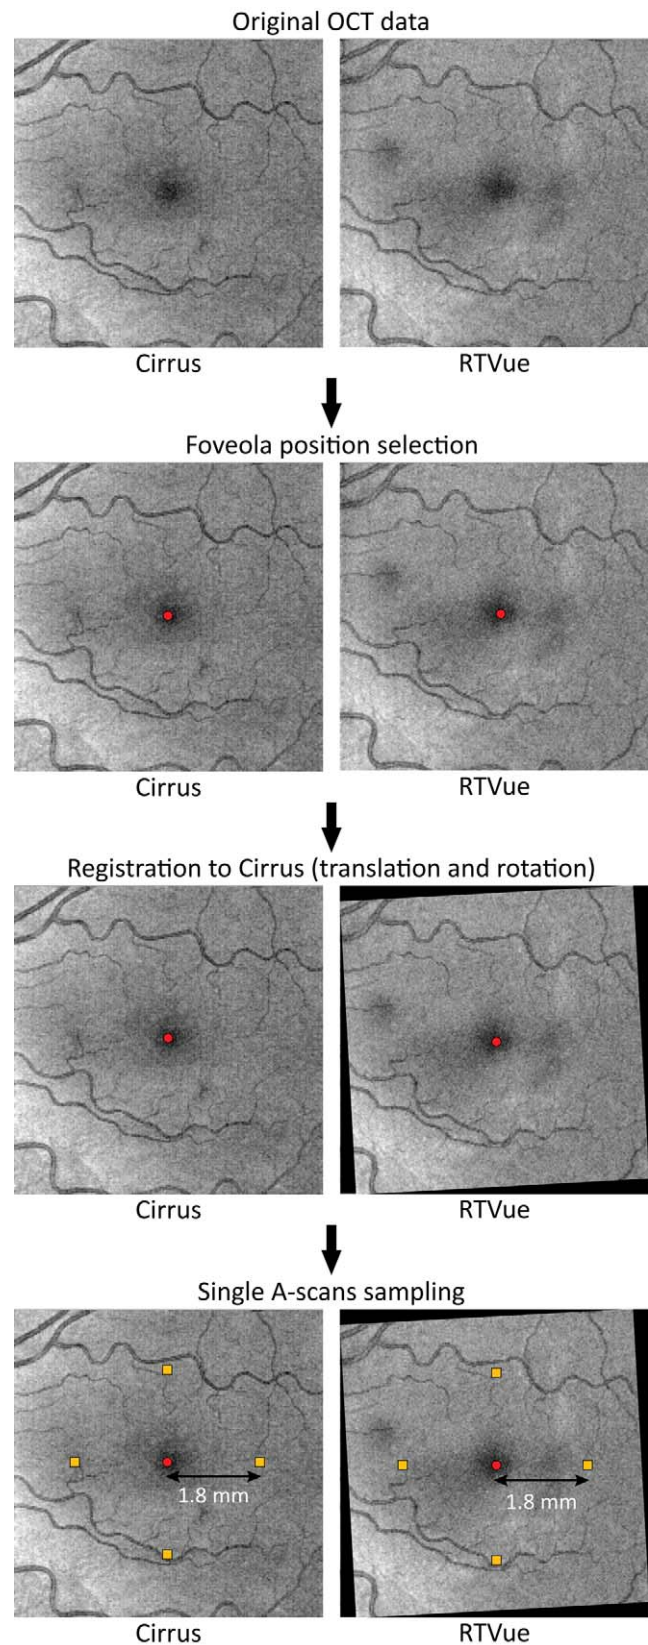 Original OCT data
Cirrus
RTVue
Foveola position selection
Cirrus
RTVue
Registration to Cirrus (translation and rotation)
Cirrus
RTVue
Single A-scans sampling
1.8 mm
1.8 mm
Cirrus
RTVue